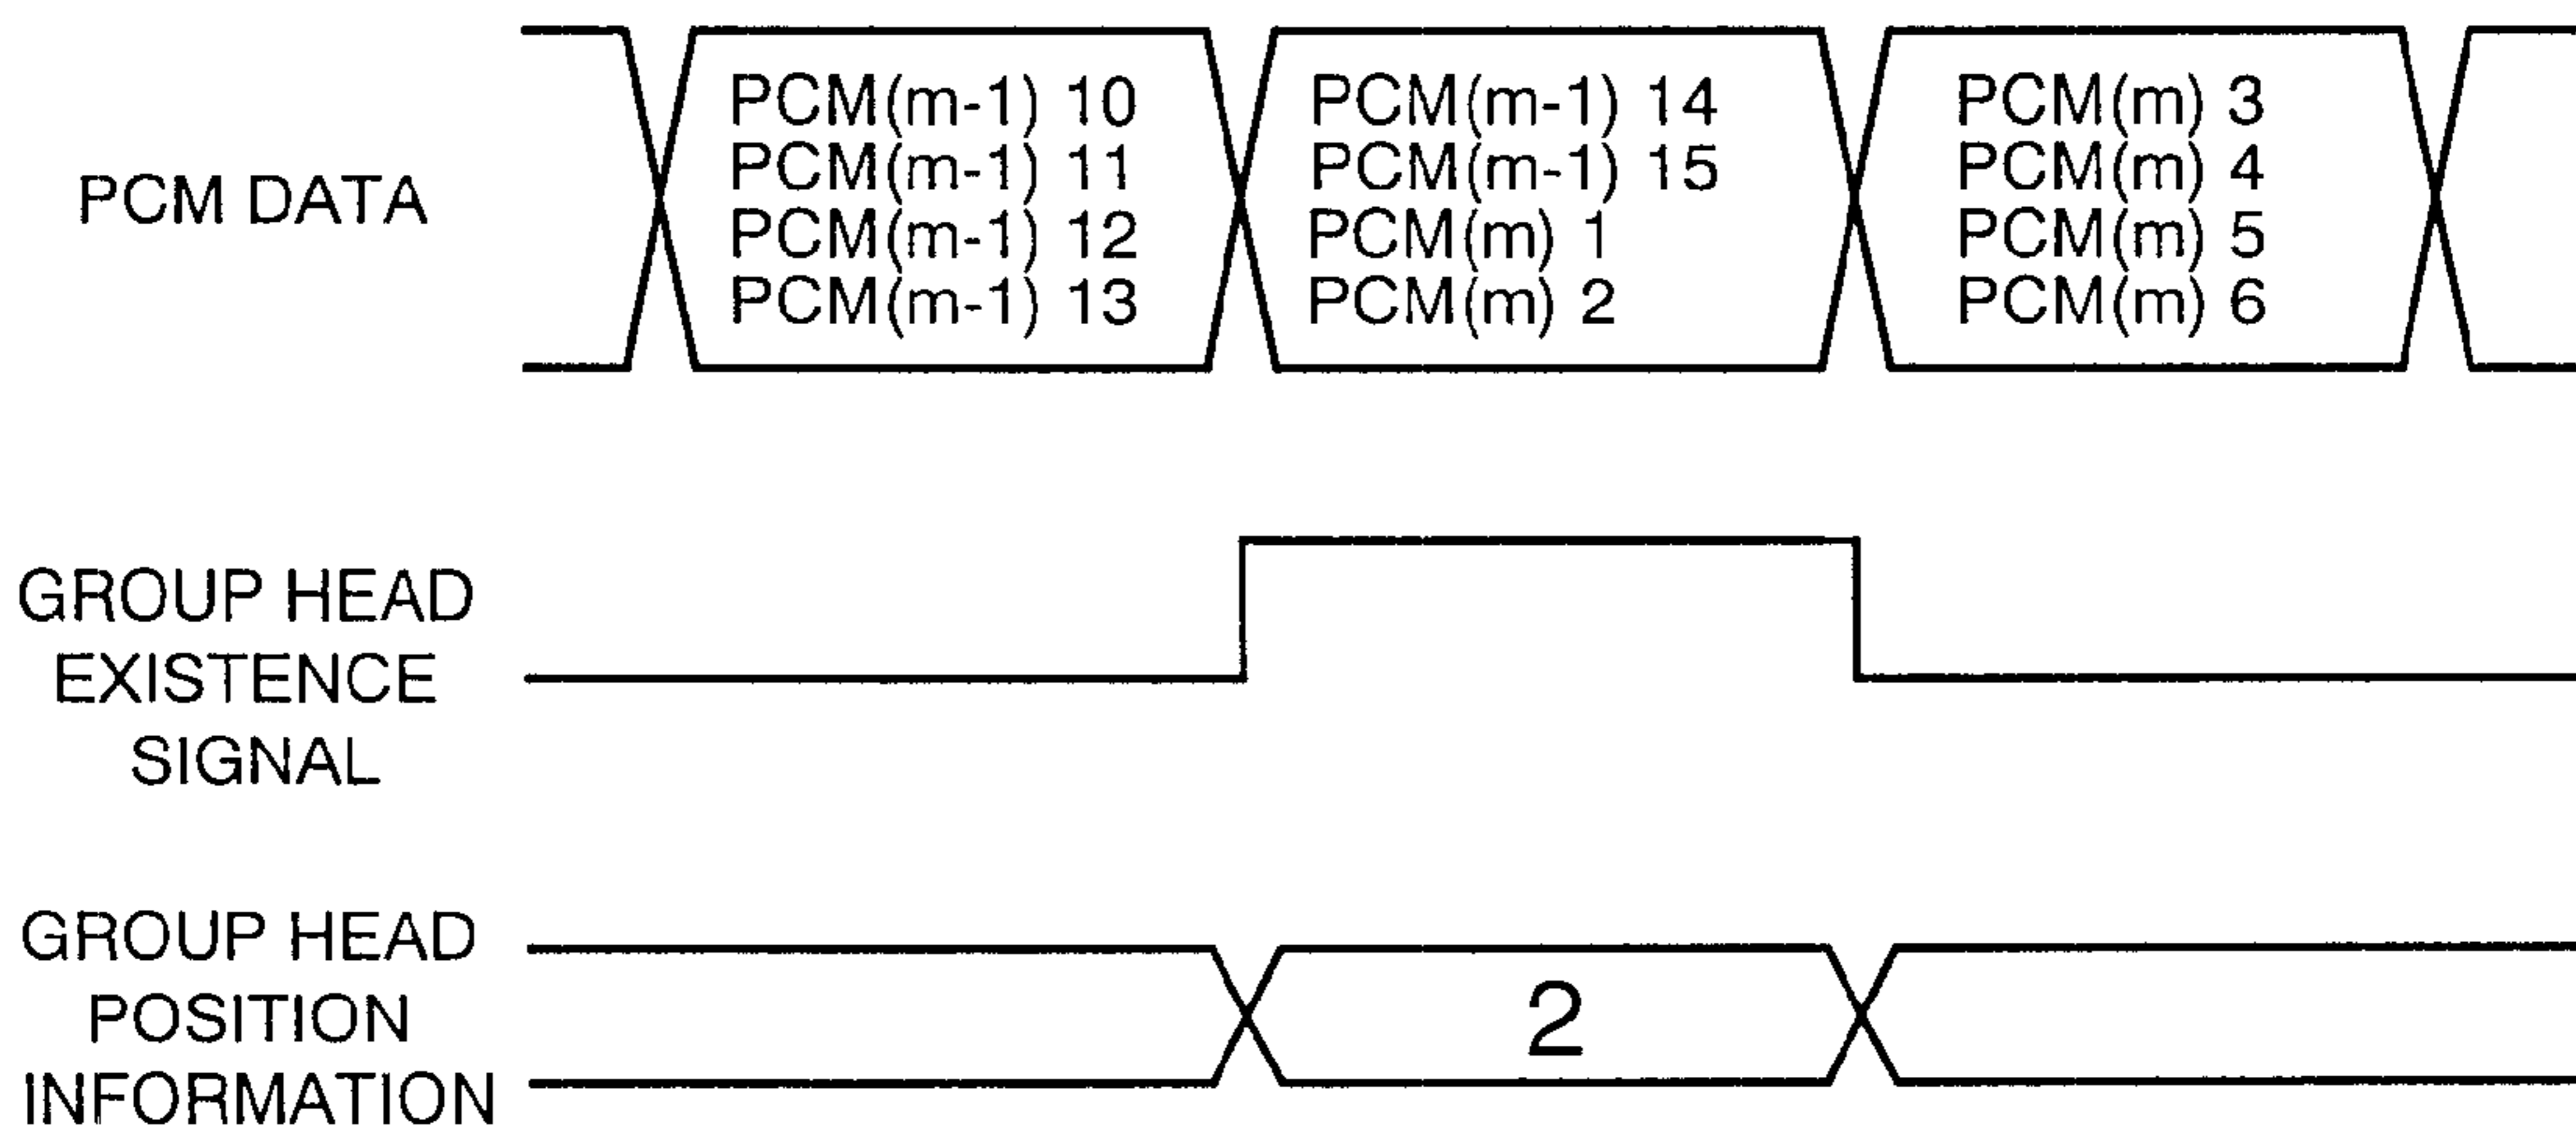 PCM DATA
PCM(m-1) 10
PCM(m-1) 11
PCM(m-1) 12
PCM(m-1) 13
PCM(m-1) 14
PCM(m-1) 15
PCM(m) 1
PCM(m) 2
PCM(m) 3
PCM(m) 4
PCM(m) 5
PCM(m) 6
GROUP HEAD
EXISTENCE
SIGNAL
GROUP HEAD
POSITION
INFORMATION
2